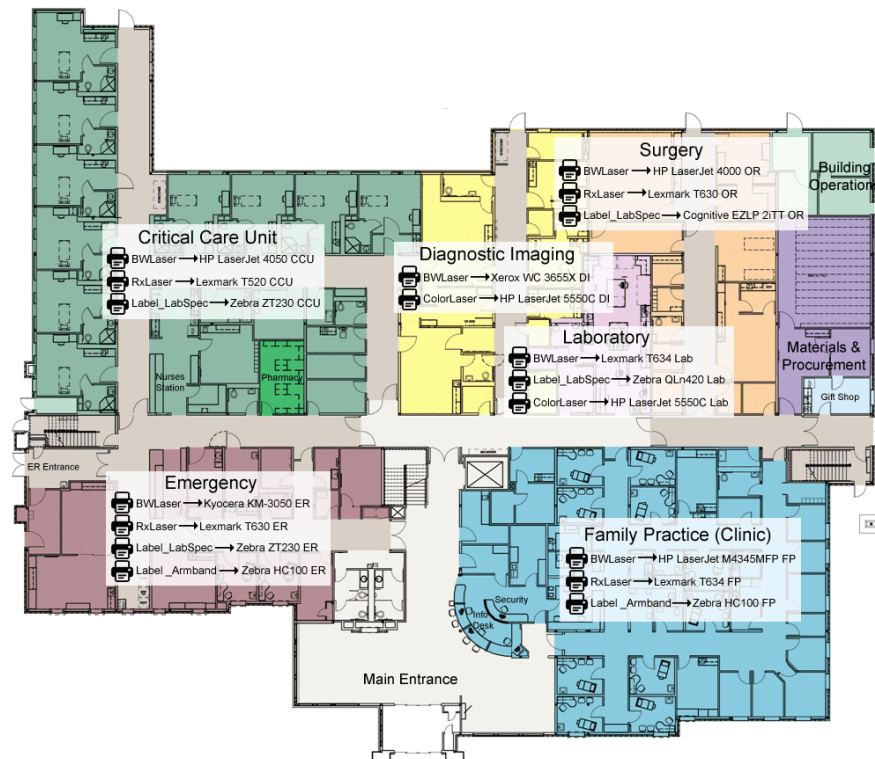 Surgery
BWLaser→HP LaserJet 4000 OR
RxLaser→Lexmark T630 OR
Label_LabSpec→Cognitive EZLP 2iTT OR
Building
Operations
Critical Care Unit
BWLaser→HP LaserJet 4050 CCU
RxLaser→Lexmark T520 CCU
Label_LabSpec→Zebra ZT230 CCU
Diagnostic Imaging
BWLaser→Xerox WC 3655X DI
ColorLaser→HP LaserJet 5550C DI
Laboratory
BWLaser→Lexmark T634 Lab
Label_LabSpec→Zebra QLn420 Lab
ColorLaser→HP LaserJet 5550C Lab
Materials &
Procurement
Nurses
Station
Pharmacy
Gift Shop
ER Entrance
Emergency
BWLaser→Kyocera KM-3050 ER
RxLaser→Lexmark T630 ER
Label_LabSpec→Zebra ZT230 ER
Label _Armband→Zebra HC100 ER
Family Practice (Clinic)
BWLaser→HP LaserJet M4345MFP FP
RxLaser→Lexmark T634 FP
Label _Armband→Zebra HC100 FP
Security
Info
Desk
Main Entrance